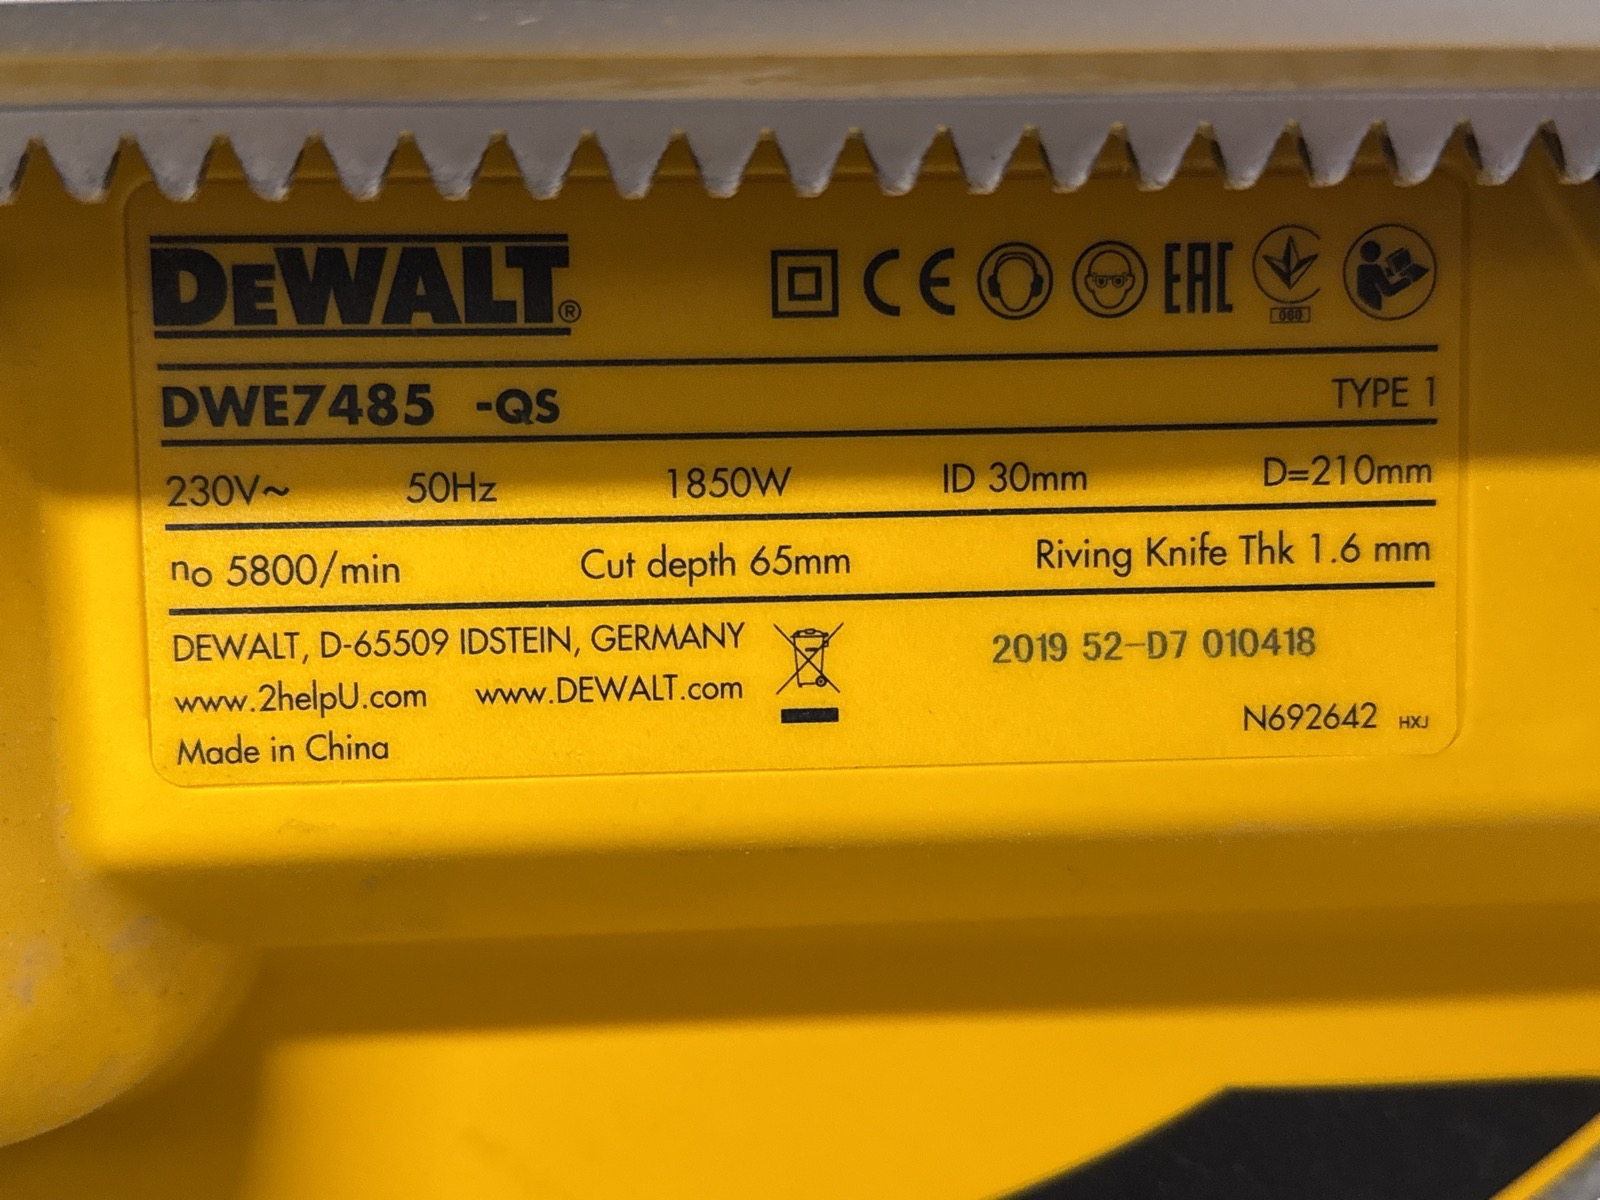 DEWALT®
CE EAC
060
DWE7485 -QS TYPE 1
230V~ 50Hz 1850W ID 30mm D=210mm
no 5800/min Cut depth 65mm Riving Knife Thk 1.6 mm
DEWALT, D-65509 IDSTEIN, GERMANY
2019 52-D7 010418
www.2helpU.com www.DEWALT.com
N692642 HXJ
Made in China